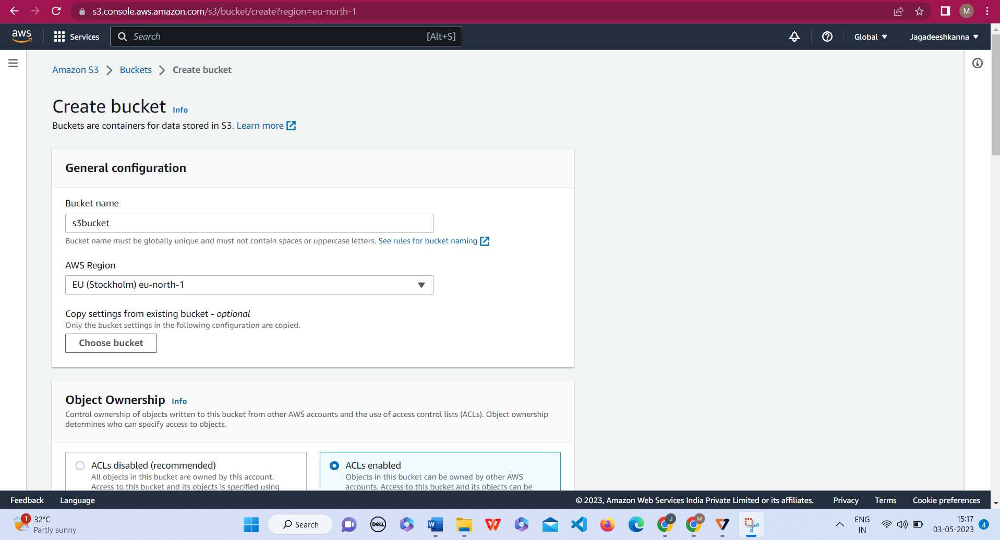 s3.console.aws.amazon.com/s3/bucket/create?region=eu-north-1
M
aws
Services
Search
[Alt+S]
Global
Jagadeeshkanna
Amazon S3
Buckets
Create bucket
Create bucket Info
Buckets are containers for data stored in S3. Learn more
General configuration
Bucket name
s3bucket
Bucket name must be globally unique and must not contain spaces or uppercase letters. See rules for bucket naming
AWS Region
EU (Stockholm) eu-north-1
Copy settings from existing bucket - optional
Only the bucket settings in the following configuration are copied.
Choose bucket
Object Ownership Info
Control ownership of objects written to this bucket from other AWS accounts and the use of access control lists (ACLs). Object ownership
determines who can specify access to objects.
ACLs disabled (recommended)
All objects in this bucket are owned by this account.
Access to this bucket and its objects is specified using
ACLs enabled
Objects in this bucket can be owned by other AWS
accounts. Access to this bucket and its objects can be
Feedback
Language
© 2023, Amazon Web Services India Private Limited or its affiliates.
Privacy
Terms
Cookie preferences
1
32°C
Partly sunny
Search
DELL
W
J
M
ENG
IN
15:17
03-05-2023
4